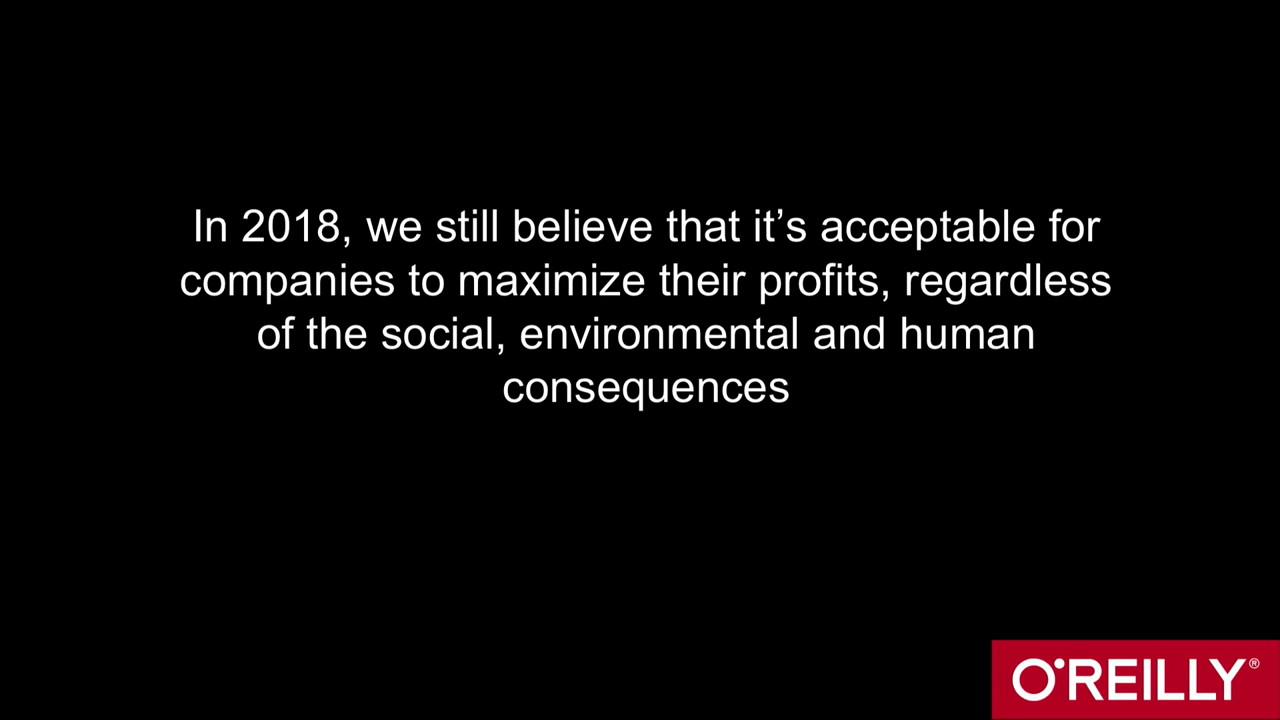 In 2018, we still believe that it’s acceptable for
companies to maximize their profits, regardless
of the social, environmental and human
consequences
O'REILLY®